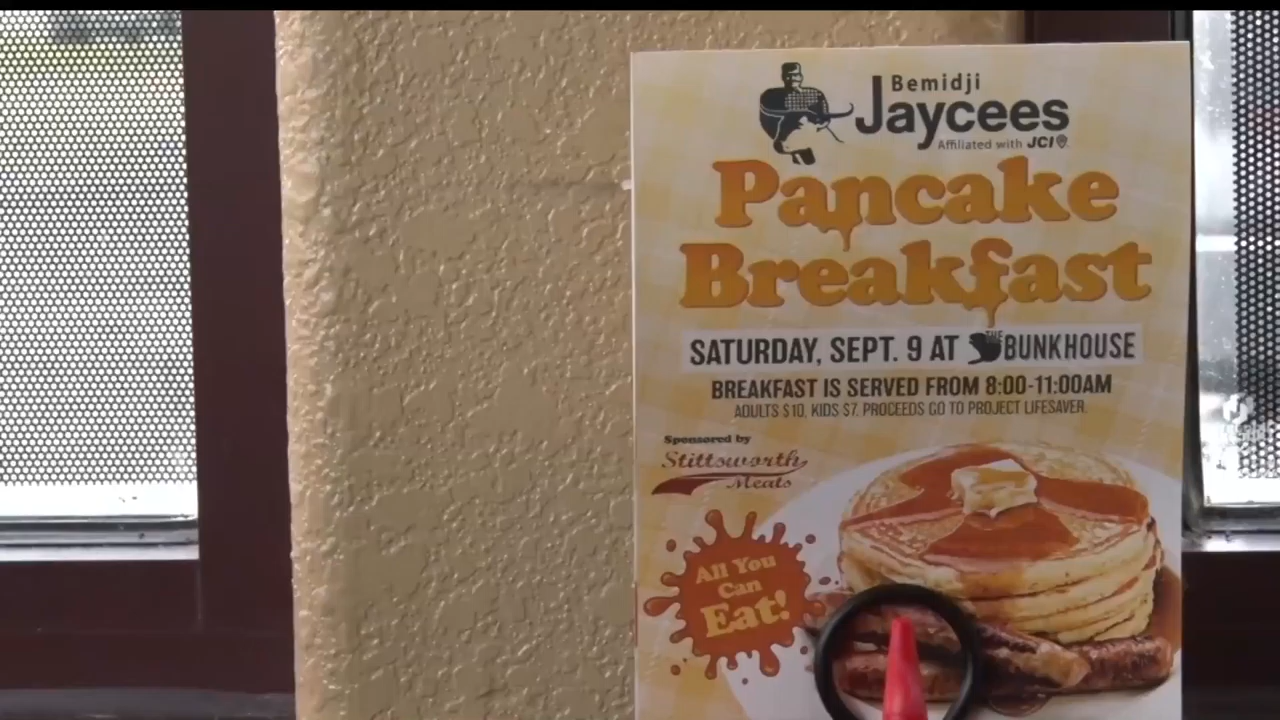 Bemidji
Jaycees
Affiliated with JCI
Pancake
Breakfast
SATURDAY, SEPT. 9 AT THE BUNKHOUSE
BREAKFAST IS SERVED FROM 8:00-11:00AM
ADULTS $10, KIDS $7. PROCEEDS GO TO PROJECT LIFESAVER.
Sponsored by
Stittsworth
Meats
All You
Can
Eat!